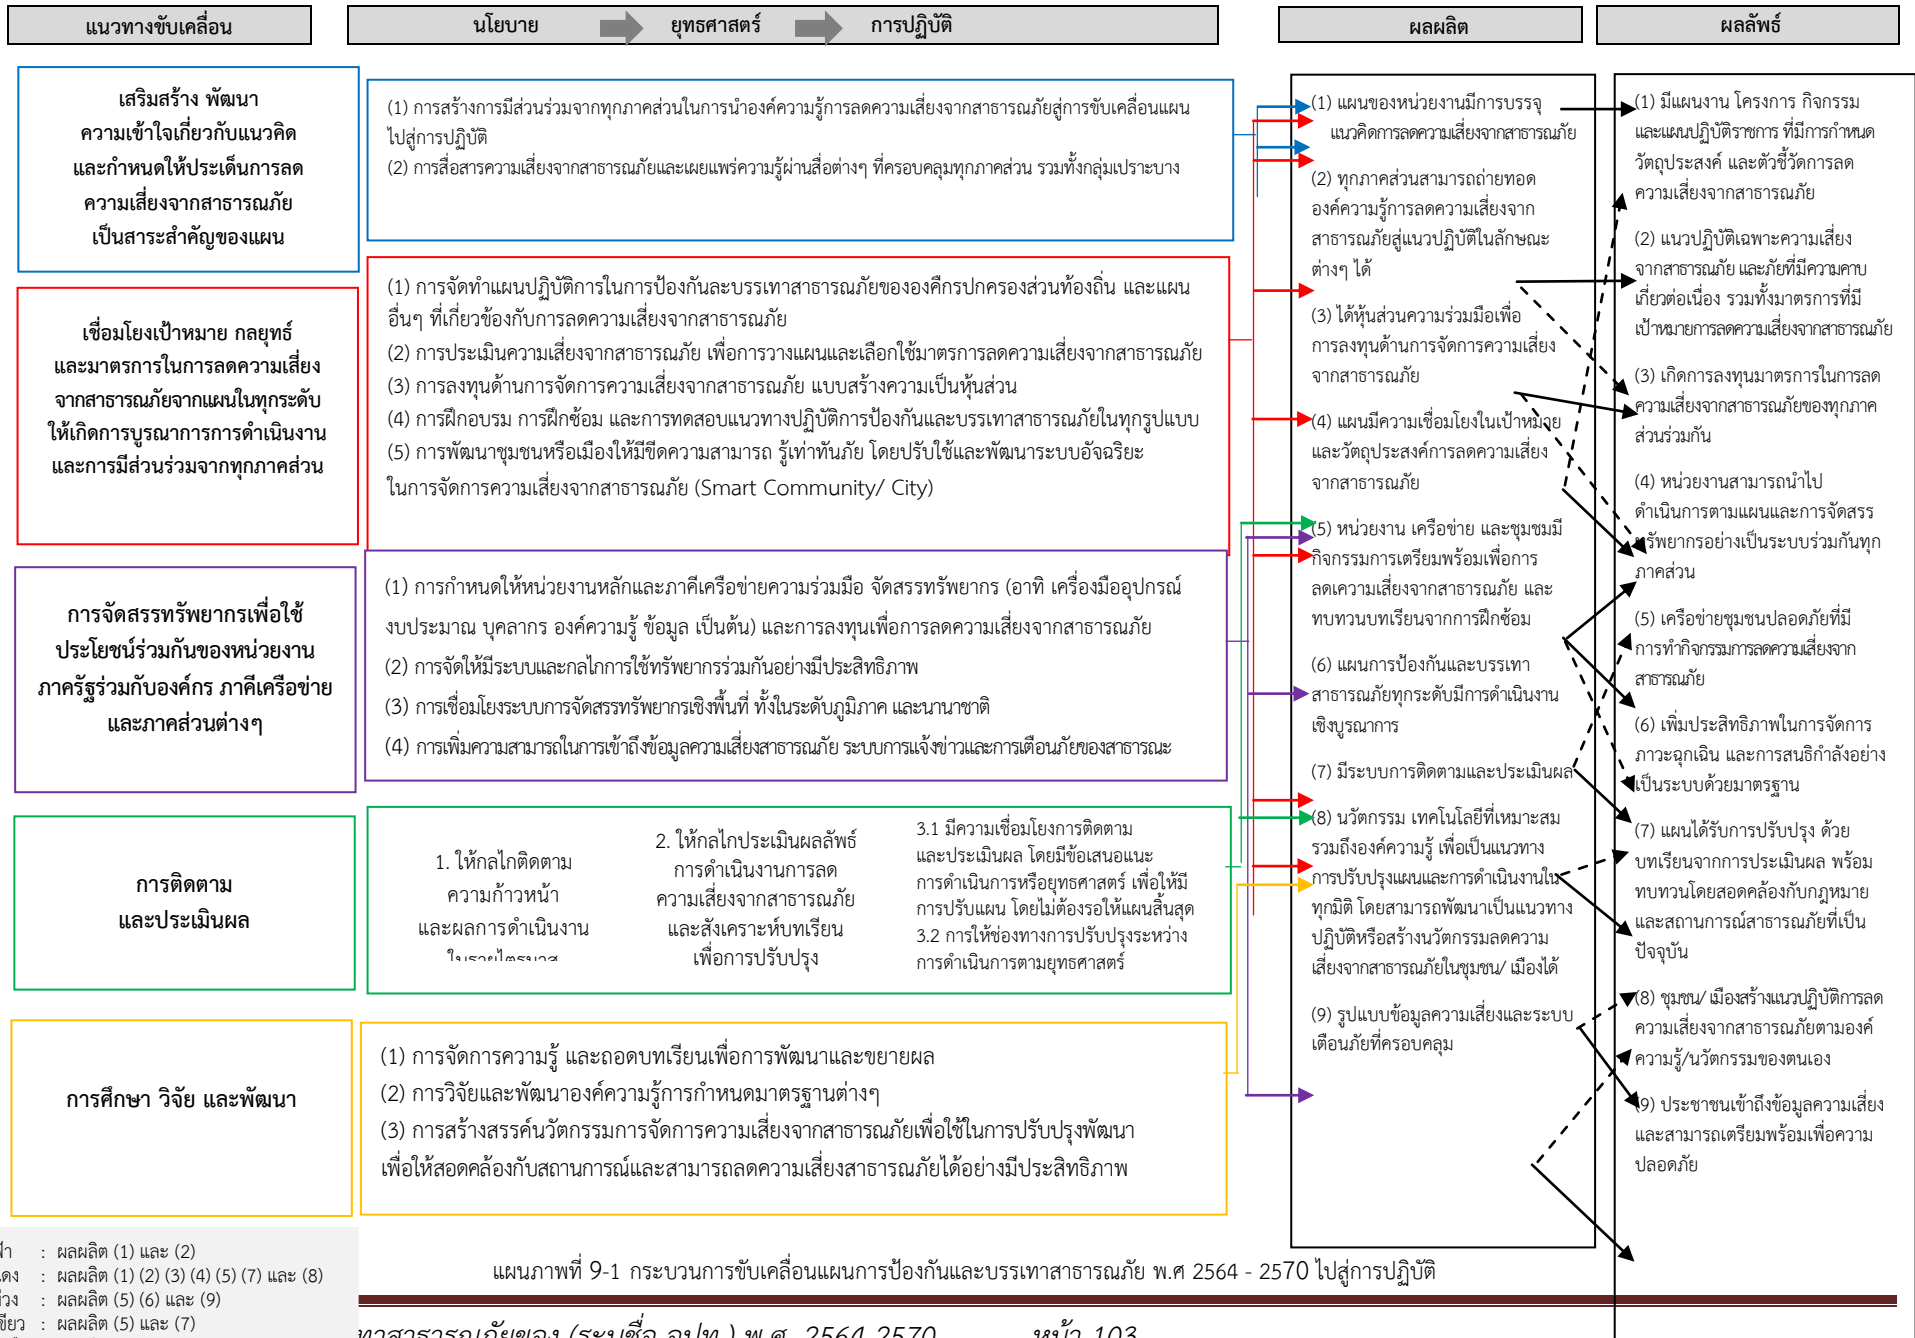 แนวทางขับเคลื่อน
นโยบาย ยุทธศาสตร์ การปฏิบัติ
ผลผลิต
ผลลัพธ์
เสริมสร้าง พัฒนา
ความเข้าใจเกี่ยวกับแนวคิด
และกำหนดให้ประเด็นการลด
ความเสี่ยงจากสาธารณภัย
เป็นสาระสำคัญของแผน
(1) การสร้างการมีส่วนร่วมจากทุกภาคส่วนในการนำองค์ความรู้การลดความเสี่ยงจากสาธารณภัยสู่การขับเคลื่อนแผน
ไปสู่การปฏิบัติ
(2) การสื่อสารความเสี่ยงจากสาธารณภัยและเผยแพร่ความรู้ผ่านสื่อต่างๆ ที่ครอบคลุมทุกภาคส่วน รวมทั้งกลุ่มเปราะบาง
เชื่อมโยงเป้าหมาย กลยุทธ์
และมาตรการในการลดความเสี่ยง
จากสาธารณภัยจากแผนในทุกระดับ
ให้เกิดการบูรณาการการดำเนินงาน
และการมีส่วนร่วมจากทุกภาคส่วน
(1) การจัดทำแผนปฏิบัติการในการป้องกันละบรรเทาสาธารณภัยขององคืกรปกครองส่วนท้องถิ่น และแผน
อื่นๆ ที่เกี่ยวข้องกับการลดความเสี่ยงจากสาธารณภัย
(2) การประเมินความเสี่ยงจากสาธารณภัย เพื่อการวางแผนและเลือกใช้มาตรการลดความเสี่ยงจากสาธารณภัย
(3) การลงทุนด้านการจัดการความเสี่ยงจากสาธารณภัย แบบสร้างความเป็นหุ้นส่วน
(4) การฝึกอบรม การฝึกซ้อม และการทดสอบแนวทางปฏิบัติการป้องกันและบรรเทาสาธารณภัยในทุกรูปแบบ
(5) การพัฒนาชุมชนหรือเมืองให้มีขีดความสามารถ รู้เท่าทันภัย โดยปรับใช้และพัฒนาระบบอัจฉริยะ
ในการจัดการความเสี่ยงจากสาธารณภัย (Smart Community/ City)
การจัดสรรทรัพยากรเพื่อใช้
ประโยชน์ร่วมกันของหน่วยงาน
ภาครัฐร่วมกับองค์กร ภาคีเครือข่าย
และภาคส่วนต่างๆ
(1) การกำหนดให้หน่วยงานหลักและภาคีเครือข่ายความร่วมมือ จัดสรรทรัพยากร (อาทิ เครื่องมืออุปกรณ์
งบประมาณ บุคลากร องค์ความรู้ ข้อมูล เป็นต้น) และการลงทุนเพื่อการลดความเสี่ยงจากสาธารณภัย
(2) การจัดให้มีระบบและกลไกการใช้ทรัพยากรร่วมกันอย่างมีประสิทธิภาพ
(3) การเชื่อมโยงระบบการจัดสรรทรัพยากรเชิงพื้นที่ ทั้งในระดับภูมิภาค และนานาชาติ
(4) การเพิ่มความสามารถในการเข้าถึงข้อมูลความเสี่ยงสาธารณภัย ระบบการแจ้งข่าวและการเตือนภัยของสาธารณะ
การติดตาม
และประเมินผล
1. ให้กลไกติดตาม
ความก้าวหน้า
และผลการดำเนินงาน
ในรายไตรมาส
2. ให้กลไกประเมินผลลัพธ์
การดำเนินงานการลด
ความเสี่ยงจากสาธารณภัย
และสังเคราะห์บทเรียน
เพื่อการปรับปรุง
3.1 มีความเชื่อมโยงการติดตาม
และประเมินผล โดยมีข้อเสนอแนะ
การดำเนินการหรือยุทธศาสตร์ เพื่อให้มี
การปรับแผน โดยไม่ต้องรอให้แผนสิ้นสุด
3.2 การให้ช่องทางการปรับปรุงระหว่าง
การดำเนินการตามยุทธศาสตร์
การศึกษา วิจัย และพัฒนา
(1) การจัดการความรู้ และถอดบทเรียนเพื่อการพัฒนาและขยายผล
(2) การวิจัยและพัฒนาองค์ความรู้การกำหนดมาตรฐานต่างๆ
(3) การสร้างสรรค์นวัตกรรมการจัดการความเสี่ยงจากสาธารณภัยเพื่อใช้ในการปรับปรุงพัฒนา
เพื่อให้สอดคล้องกับสถานการณ์และสามารถลดความเสี่ยงสาธารณภัยได้อย่างมีประสิทธิภาพ
(1) แผนของหน่วยงานมีการบรรจุ
แนวคิดการลดความเสี่ยงจากสาธารณภัย
(2) ทุกภาคส่วนสามารถถ่ายทอด
องค์ความรู้การลดความเสี่ยงจาก
สาธารณภัยสู่แนวปฏิบัติในลักษณะ
ต่างๆ ได้
(3) ได้หุ้นส่วนความร่วมมือเพื่อ
การลงทุนด้านการจัดการความเสี่ยง
จากสาธารณภัย
(4) แผนมีความเชื่อมโยงในเป้าหมาย
และวัตถุประสงค์การลดความเสี่ยง
จากสาธารณภัย
(5) หน่วยงาน เครือข่าย และชุมชมมี
กิจกรรมการเตรียมพร้อมเพื่อการ
ลดเความเสี่ยงจากสาธารณภัย และ
ทบทวนบทเรียนจากการฝึกซ้อม
(6) แผนการป้องกันและบรรเทา
สาธารณภัยทุกระดับมีการดำเนินงาน
เชิงบูรณาการ
(7) มีระบบการติดตามและประเมินผล
(8) นวัตกรรม เทคโนโลยีที่เหมาะสม
รวมถึงองค์ความรู้ เพื่อเป็นแนวทาง
การปรับปรุงแผนและการดำเนินงานใน
ทุกมิติ โดยสามารถพัฒนาเป็นแนวทาง
ปฏิบัติหรือสร้างนวัตกรรมลดความ
เสี่ยงจากสาธารณภัยในชุมชน/ เมืองได้
(9) รูปแบบข้อมูลความเสี่ยงและระบบ
เตือนภัยที่ครอบคลุม
(1) มีแผนงาน โครงการ กิจกรรม
และแผนปฏิบัติราชการ ที่มีการกำหนด
วัตถุประสงค์ และตัวชี้วัดการลด
ความเสี่ยงจากสาธารณภัย
(2) แนวปฏิบัติเฉพาะความเสี่ยง
จากสาธารณภัย และภัยที่มีความคาบ
เกี่ยวต่อเนื่อง รวมทั้งมาตรการที่มี
เป้าหมายการลดความเสี่ยงจากสาธารณภัย
(3) เกิดการลงทุนมาตรการในการลด
ความเสี่ยงจากสาธารณภัยของทุกภาค
ส่วนร่วมกัน
(4) หน่วยงานสามารถนำไป
ดำเนินการตามแผนและการจัดสรร
ทรัพยากรอย่างเป็นระบบร่วมกันทุก
ภาคส่วน
(5) เครือข่ายชุมชนปลอดภัยที่มี
การทำกิจกรรมการลดความเสี่ยงจาก
สาธารณภัย
(6) เพิ่มประสิทธิภาพในการจัดการ
ภาวะฉุกเฉิน และการสนธิกำลังอย่าง
เป็นระบบด้วยมาตรฐาน
(7) แผนได้รับการปรับปรุง ด้วย
บทเรียนจากการประเมินผล พร้อม
ทบทวนโดยสอดคล้องกับกฎหมาย
และสถานการณ์สาธารณภัยที่เป็น
ปัจจุบัน
(8) ชุมชน/ เมืองสร้างแนวปฏิบัติการลด
ความเสี่ยงจากสาธารณภัยตามองค์
ความรู้/นวัตกรรมของตนเอง
(9) ประชาชนเข้าถึงข้อมูลความเสี่ยง
และสามารถเตรียมพร้อมเพื่อความ
ปลอดภัย
: ผลผลิต (1) และ (2)
: ผลผลิต (1) (2) (3) (4) (5) (7) และ (8)
: ผลผลิต (5) (6) และ (9)
: ผลผลิต (5) และ (7)
แผนภาพที่ 9-1 กระบวนการขับเคลื่อนแผนการป้องกันและบรรเทาสาธารณภัย พ.ศ 2564 - 2570 ไปสู่การปฏิบัติ
ทาสาธารณภัยของ (ระบุชื่อ อปท.) พ.ศ. 2564-2570 หน้า 103